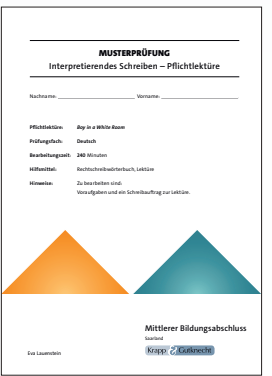 MUSTERPRÜFUNG
Interpretierendes Schreiben – Pflichtlektüre
Nachname: Vorname:
Pflichtlektüre: Boy in a White Room
Prüfungsfach: Deutsch
Bearbeitungszeit: 240 Minuten
Hilfsmittel: Rechtschreibwörterbuch, Lektüre
Hinweise: Zu bearbeiten sind:
Voraufgaben und ein Schreibauftrag zur Lektüre.
Mittlerer Bildungsabschluss
Saarland
Krapp & Gutknecht
Eva Lauenstein